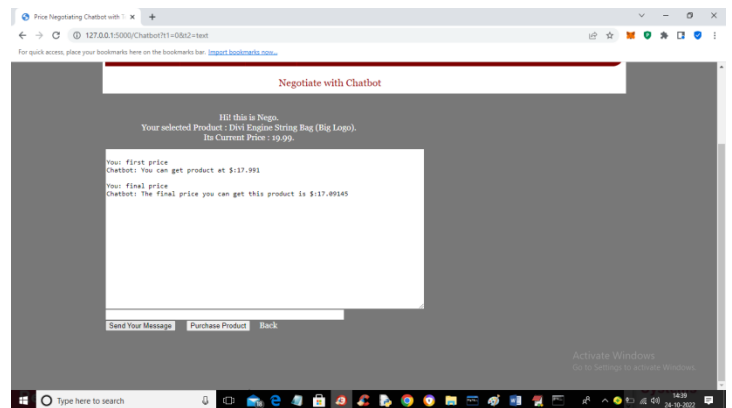 Price Negotiating Chatbot with T
127.0.0.1:5000/Chatbot?t1=0&t2=text
For quick access, place your bookmarks here on the bookmarks bar. Import bookmarks now...
Negotiate with Chatbot
Hi! this is Nego.
Your selected Product : Divi Engine String Bag (Big Logo).
Its Current Price : 19.99.
You: first price
Chatbot: You can get product at $:17.991
You: final price
Chatbot: The final price you can get this product is $:17.09145
Send Your Message Purchase Product Back
Activate Windows
Go to Settings to activate Windows.
Type here to search
14:39
24-10-2022